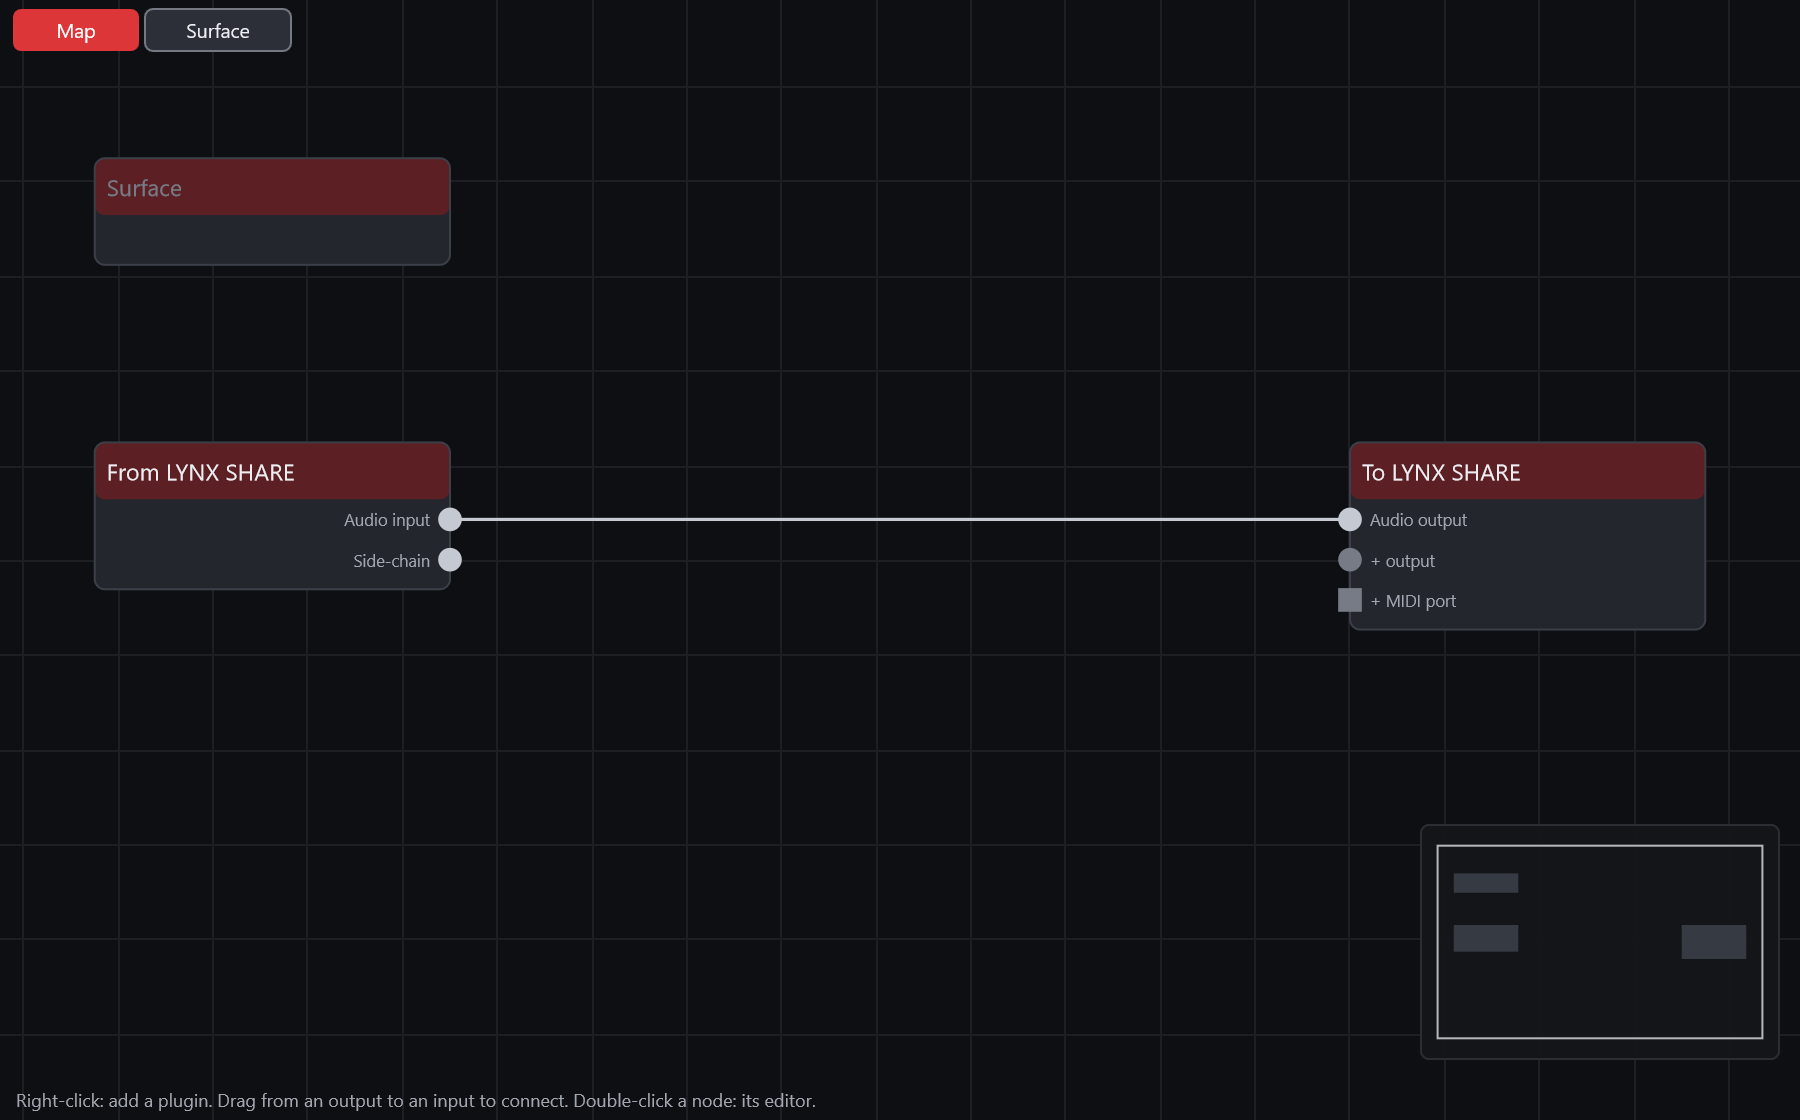 Map
Surface
Surface
From LYNX SHARE
Audio input
Side-chain
To LYNX SHARE
Audio output
+ output
+ MIDI port
Right-click: add a plugin. Drag from an output to an input to connect. Double-click a node: its editor.